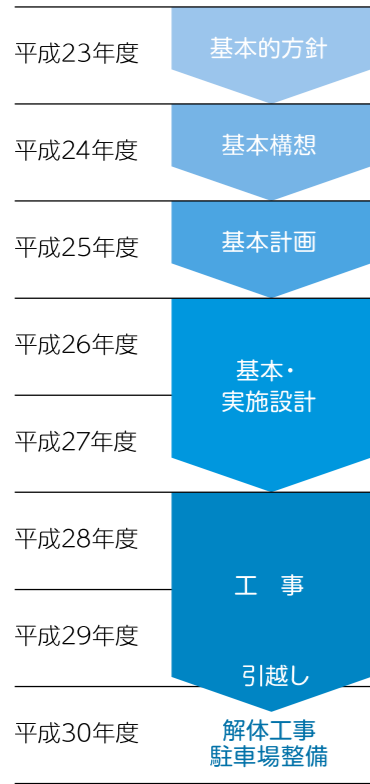 平成23年度 基本的方針
平成24年度 基本構想
平成25年度 基本計画
平成26年度
基本・
実施設計
平成27年度
平成28年度
工　事
平成29年度
引越し
平成30年度
解体工事
駐車場整備